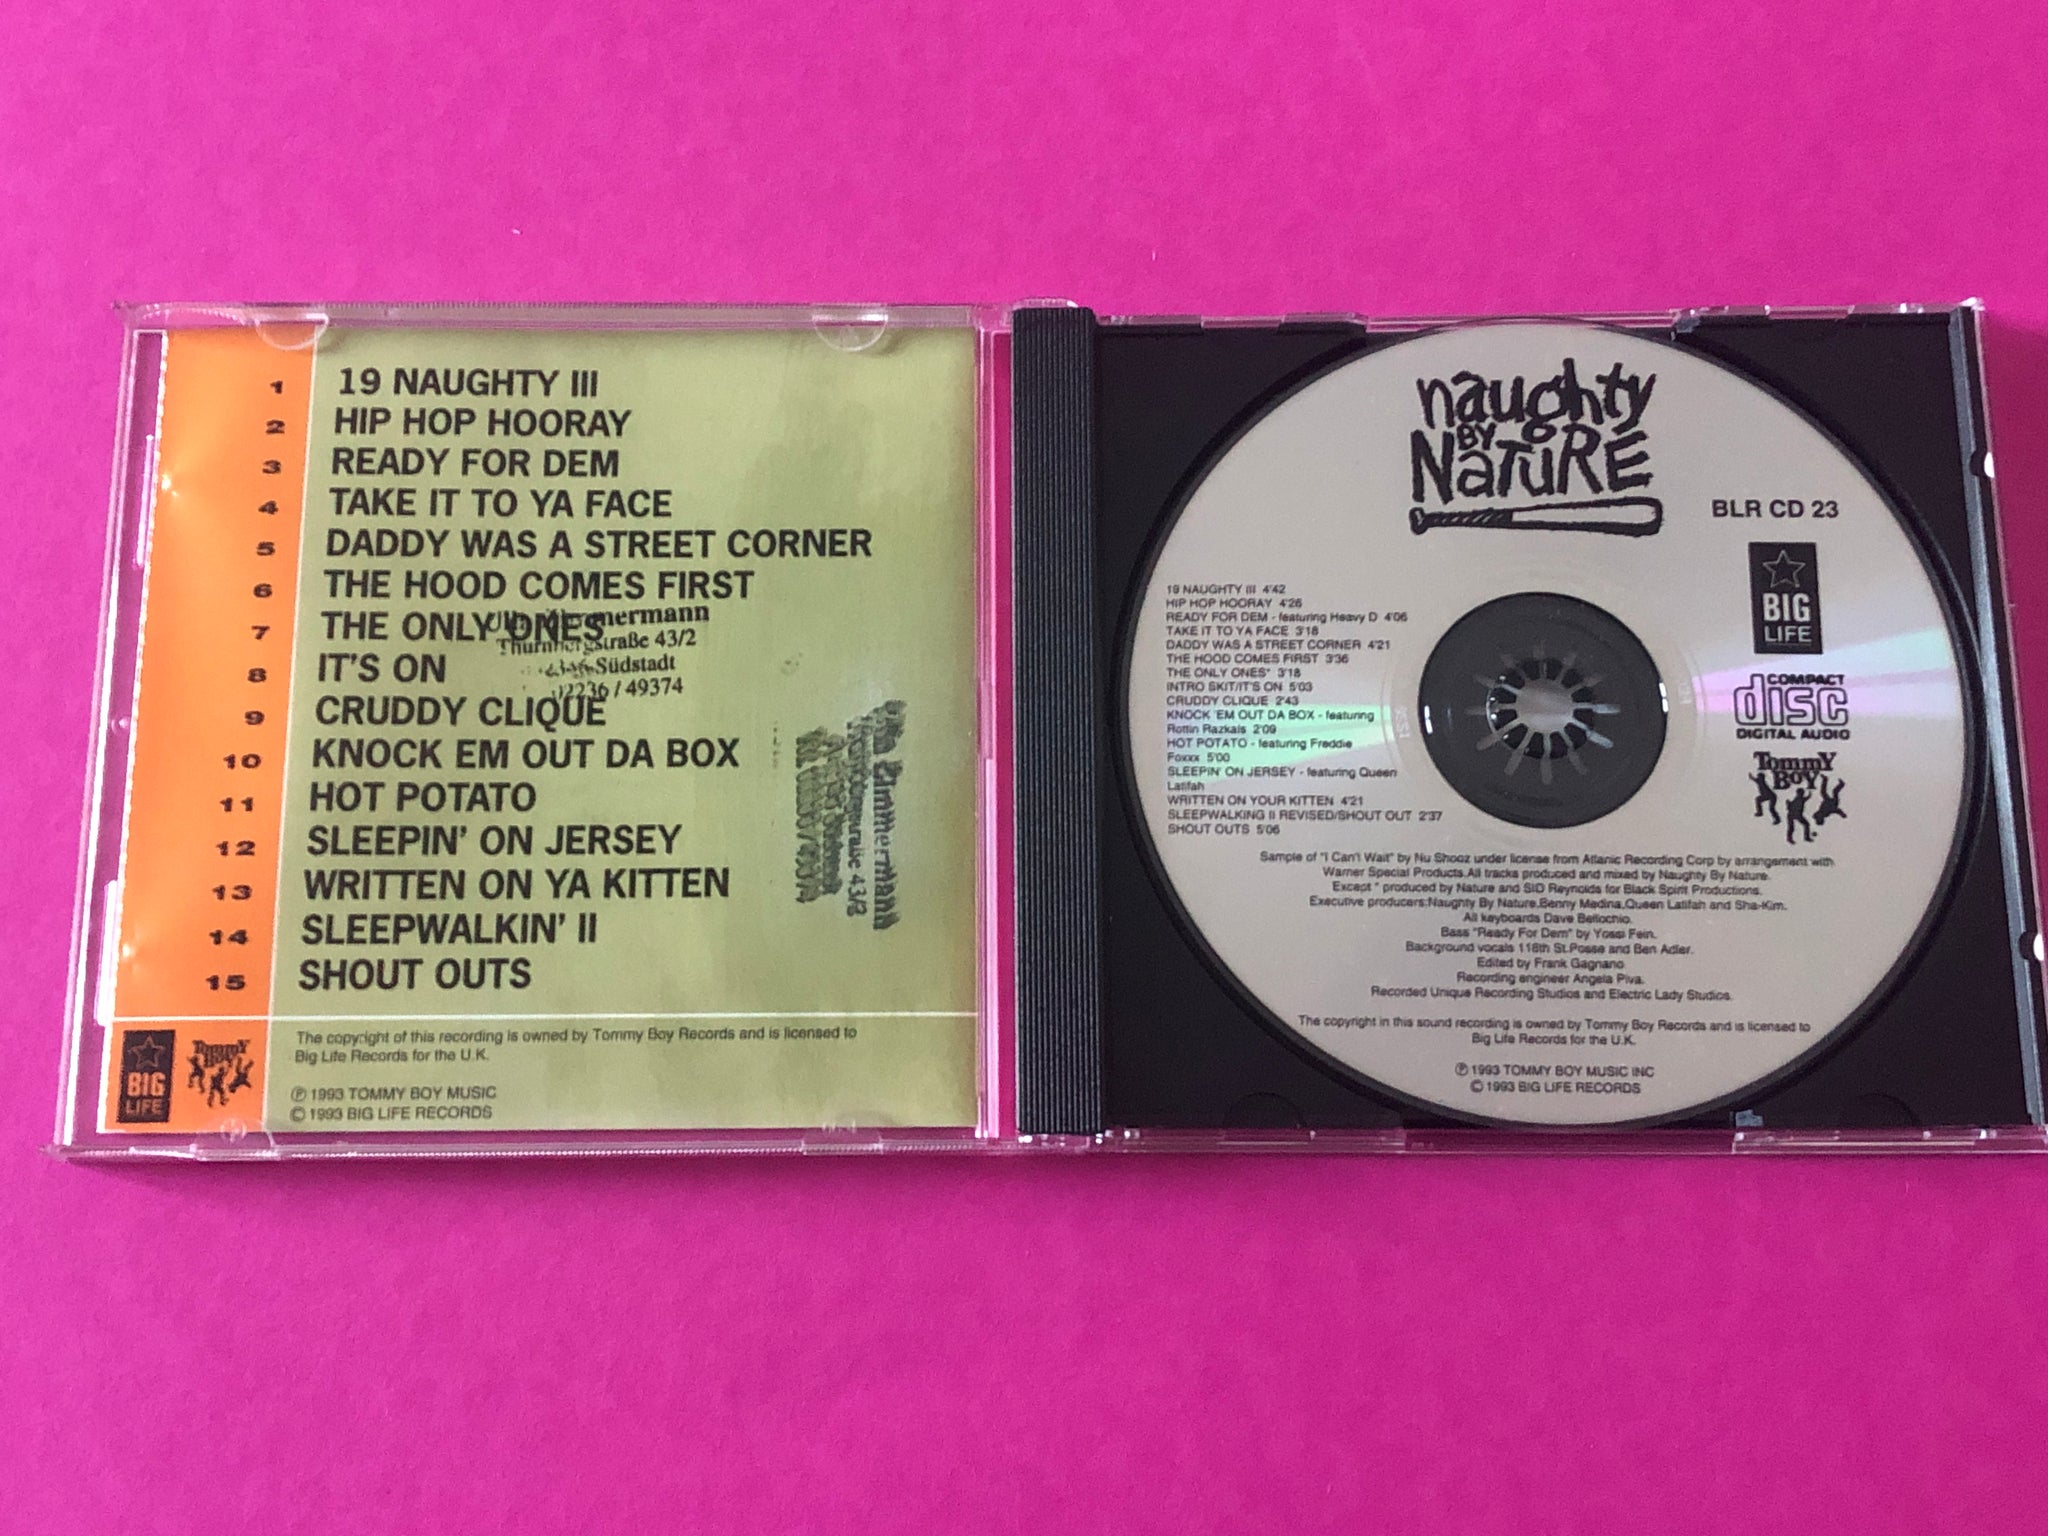 1 19 NAUGHTY III
2 HIP HOP HOORAY
3 READY FOR DEM
4 TAKE IT TO YA FACE
5 DADDY WAS A STREET CORNER
6 THE HOOD COMES FIRST
7 THE ONLY ONES
8 IT'S ON
9 CRUDDY CLIQUE
10 KNOCK EM OUT DA BOX
11 HOT POTATO
12 SLEEPIN' ON JERSEY
13 WRITTEN ON YA KITTEN
14 SLEEPWALKIN' II
15 SHOUT OUTS
43/2
Südstadt
/ 49374
Zimmermann
43/2
BIG
LIFE
TOMMY
BOY
The copyright of this recording is owned by Tommy Boy Records and is licensed to
Big Life Records for the U.K.
℗ 1993 TOMMY BOY MUSIC
© 1993 BIG LIFE RECORDS
naughty
BY
NATURE
BLR CD 23
BIG
LIFE
COMPACT
disc
DIGITAL AUDIO
TOMMY
BOY
19 NAUGHTY III 4'42
HIP HOP HOORAY 4'26
READY FOR DEM - featuring Heavy D 4'06
TAKE IT TO YA FACE 3'18
DADDY WAS A STREET CORNER 4'21
THE HOOD COMES FIRST 3'36
THE ONLY ONES* 3'18
INTRO SKIT/IT'S ON 5'03
CRUDDY CLIQUE 2'43
KNOCK 'EM OUT DA BOX - featuring
Rottin Razkals 2'09
HOT POTATO - featuring Freddie
Foxxx 5'00
SLEEPIN' ON JERSEY - featuring Queen
Latifah
WRITTEN ON YOUR KITTEN 4'21
SLEEPWALKING II REVISED/SHOUT OUT 2'37
SHOUT OUTS 5'06
Sample of "I Can't Wait" by Nu Shooz under license from Atlanic Recording Corp by arrangement with
Warner Special Products.All tracks produced and mixed by Naughty By Nature.
Except * produced by Nature and SID Reynolds for Black Spirit Productions.
Executive producers:Naughty By Nature,Benny Medina,Queen Latifah and Sha-Kim.
All keyboards Dave Bellochio.
Bass "Ready For Dem" by Yossi Fein.
Background vocals 118th St.Posse and Ben Adler.
Edited by Frank Gagnano
Recording engineer Angela Piva.
Recorded Unique Recording Studios and Electric Lady Studios.
The copyright in this sound recording is owned by Tommy Boy Records and is licensed to
Big Life Records for the U.K.
℗ 1993 TOMMY BOY MUSIC INC
© 1993 BIG LIFE RECORDS